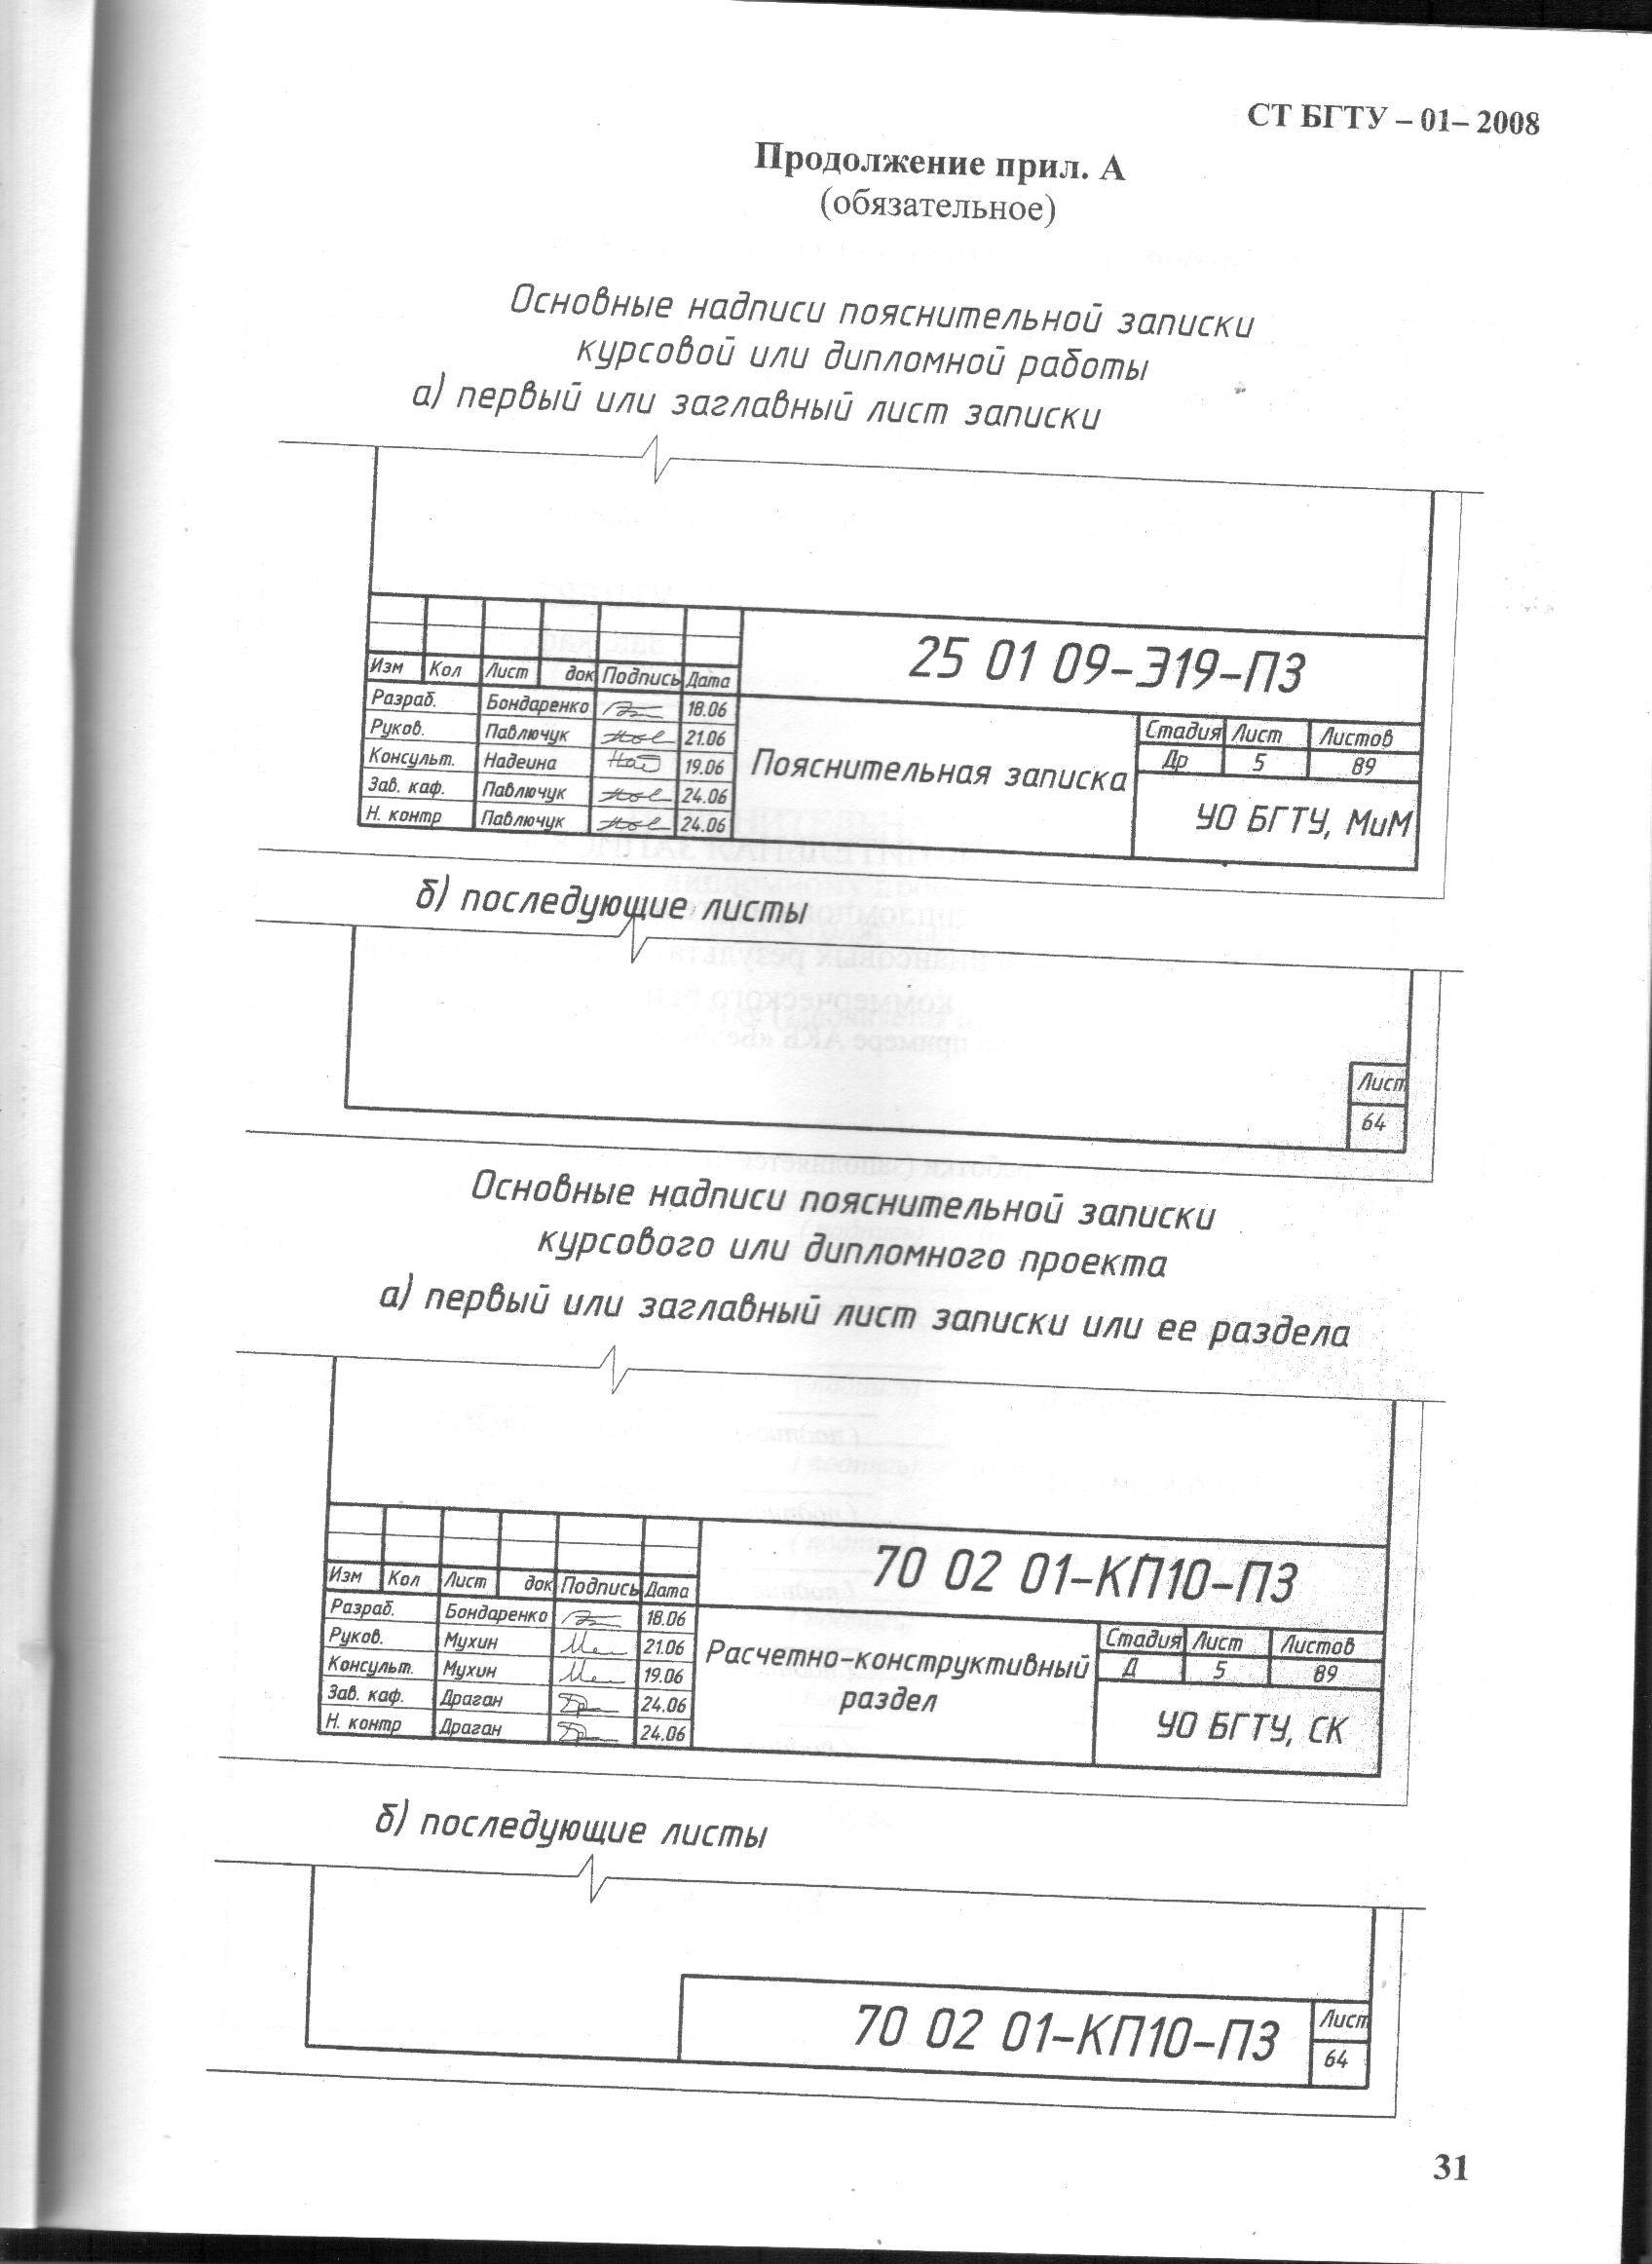 СТ БГТУ – 01– 2008
Продолжение прил. А
(обязательное)
Основные надписи пояснительной записки
курсовой или дипломной работы
а) первый или заглавный лист записки
25 01 09-Э19-ПЗ
Изм Кол Лист док Подпись Дата
Разраб. Бондаренко 18.06
Руков. Павлючук 21.06
Консульт. Надеина 19.06
Зав. каф. Павлючук 24.06
Н. контр Павлючук 24.06
Пояснительная записка
Стадия Лист Листов
Др 5 89
УО БГТУ, МиМ
б) последующие листы
Лист
64
Основные надписи пояснительной записки
курсового или дипломного проекта
а) первый или заглавный лист записки или ее раздела
70 02 01-КП10-ПЗ
Изм Кол Лист док Подпись Дата
Разраб. Бондаренко 18.06
Руков. Мухин 21.06
Консульт. Мухин 19.06
Зав. каф. Драган 24.06
Н. контр Драган 24.06
Расчетно-конструктивный
раздел
Стадия Лист Листов
Д 5 89
УО БГТУ, СК
б) последующие листы
70 02 01-КП10-ПЗ
Лист
64
31